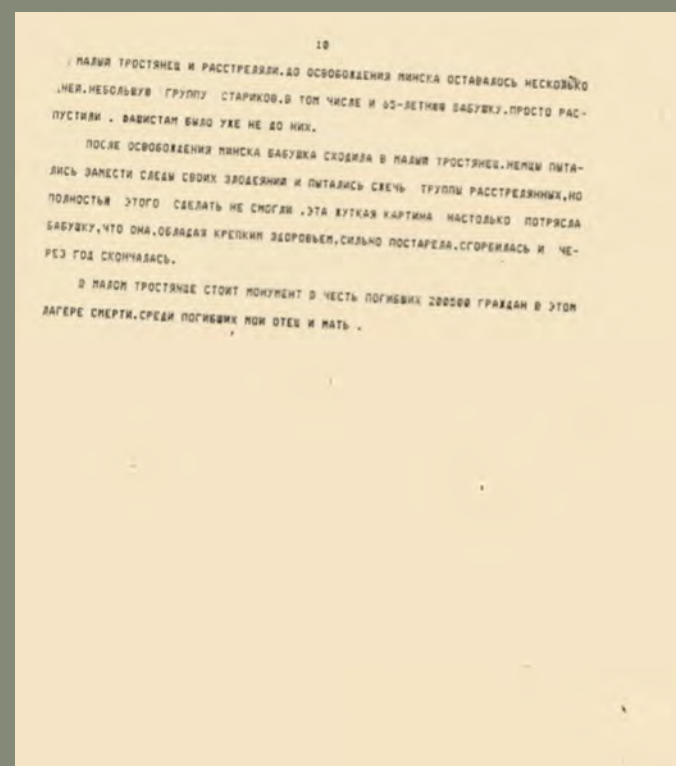 10
МАЛЫЙ ТРОСТЯНЕЦ И РАССТРЕЛЯЛИ.ДО ОСВОБОЖДЕНИЯ МИНСКА ОСТАВАЛОСЬ НЕСКОЛЬКО
ДНЕЙ.НЕБОЛЬШУЮ ГРУППУ СТАРИКОВ.В ТОМ ЧИСЛЕ И 65-ЛЕТНЮЮ БАБУШКУ.ПРОСТО РАС-
ПУСТИЛИ . ФАШИСТАМ БЫЛО УЖЕ НЕ ДО НИХ.
ПОСЛЕ ОСВОБОЖДЕНИЯ МИНСКА БАБУШКА СХОДИЛА В МАЛЫЙ ТРОСТЯНЕЦ.НЕМЦЫ ПЫТА-
ЛИСЬ ЗАМЕСТИ СЛЕДЫ СВОИХ ЗЛОДЕЯНИЙ И ПЫТАЛИСЬ СЖЕЧЬ ТРУППЫ РАССТРЕЛЯННЫХ,НО
ПОЛНОСТЬЮ ЭТОГО СДЕЛАТЬ НЕ СМОГЛИ .ЭТА ЖУТКАЯ КАРТИНА НАСТОЛЬКО ПОТРЯСЛА
БАБУШКУ,ЧТО ОНА.ОБЛАДАЯ КРЕПКИМ ЗДОРОВЬЕМ,СИЛЬНО ПОСТАРЕЛА.СГОРБИЛАСЬ И ЧЕ-
РЕЗ ГОД СКОНЧАЛАСЬ.
В МАЛОМ ТРОСТЯНЦЕ СТОИТ МОНУМЕНТ В ЧЕСТЬ ПОГИБШИХ 200500 ГРАЖДАН В ЭТОМ
ЛАГЕРЕ СМЕРТИ.СРЕДИ ПОГИБШИХ МОИ ОТЕЦ И МАТЬ .